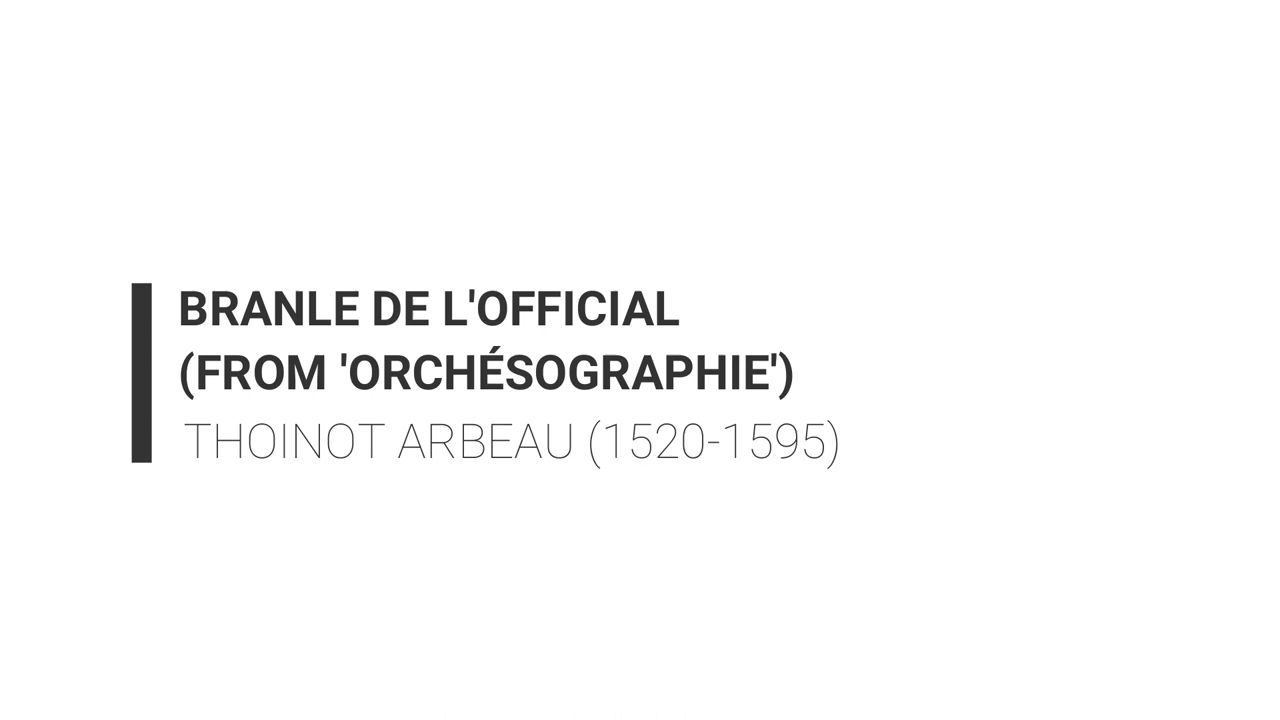 BRANLE DE L'OFFICIAL
(FROM 'ORCHÉSOGRAPHIE')
THOINOT ARBEAU (1520-1595)